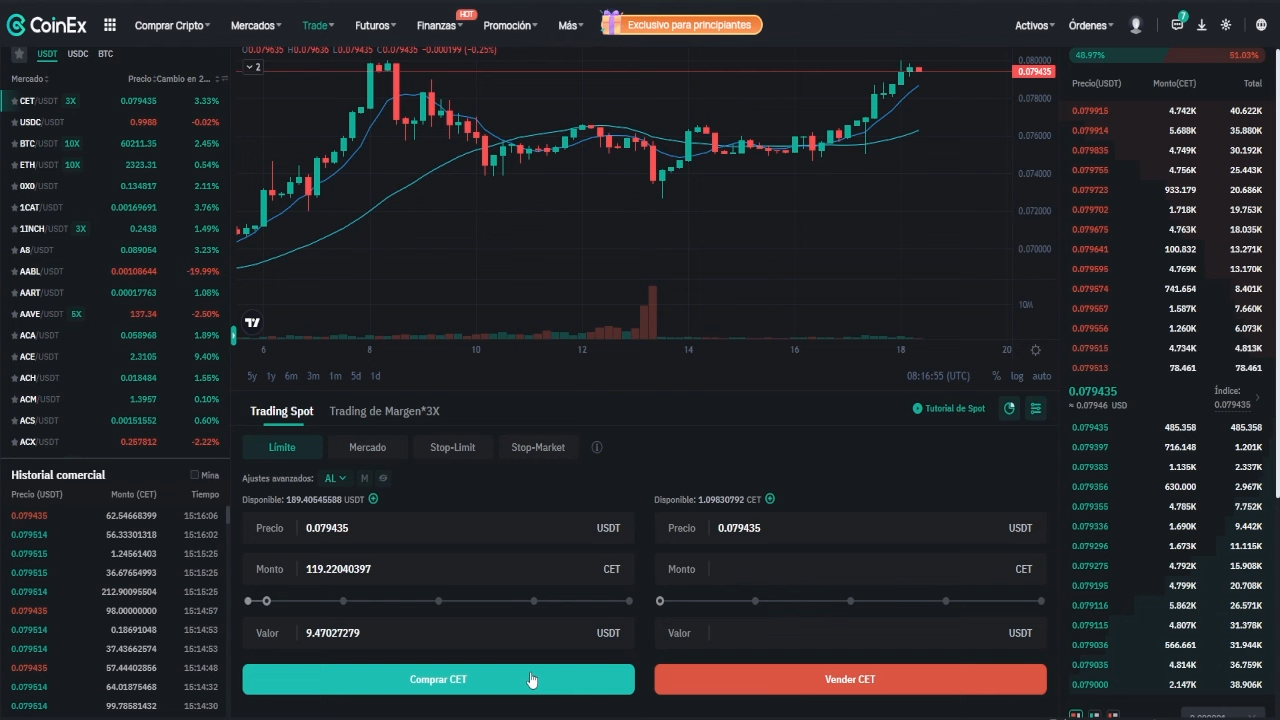 CoinEx Comprar Cripto Mercados Trade Futuros Finanzas HOT Promoción Más Exclusivo para principiantes Activos Órdenes 7
USDT USDC BTC
Mercado Precio Cambio en 2...
CET/USDT 3X 0.079435 3.33%
USDC/USDT 0.9988 -0.02%
BTC/USDT 10X 60211.35 2.45%
ETH/USDT 10X 2323.31 0.54%
0X0/USDT 0.134817 2.11%
1CAT/USDT 0.00169691 3.76%
1INCH/USDT 3X 0.2438 1.49%
A8/USDT 0.089054 3.23%
AABL/USDT 0.00108644 -19.99%
AART/USDT 0.00017763 1.08%
AAVE/USDT 5X 137.34 -2.50%
ACA/USDT 0.058968 1.89%
ACE/USDT 2.3105 9.40%
ACH/USDT 0.018484 1.55%
ACM/USDT 1.3957 0.10%
ACS/USDT 0.00151552 0.60%
ACX/USDT 0.257812 -2.22%
Historial comercial Mina
Precio (USDT) Monto (CET) Tiempo
0.079435 62.54668399 15:16:06
0.079514 56.33301318 15:16:02
0.079515 1.24561403 15:15:25
0.079515 36.67654993 15:15:25
0.079514 212.90095504 15:15:25
0.079435 98.00000000 15:14:57
0.079514 0.18691048 15:14:53
0.079514 37.43662574 15:14:53
0.079435 57.44402856 15:14:48
0.079514 64.01875468 15:14:32
0.079514 99.78581432 15:14:30
O0.079635 H0.079635 L0.079435 C0.079435 -0.000199 (-0.25%)
2
0.080000
0.079435
0.078000
0.076000
0.074000
0.072000
0.070000
10M
6 8 10 12 14 16 18 20
5y 1y 6m 3m 1m 5d 1d 08:16:55 (UTC) % log auto
Trading Spot Trading de Margen*3X Tutorial de Spot
Límite Mercado Stop-Limit Stop-Market
Ajustes avanzados: AL M
Disponible: 189.40545588 USDT
Precio 0.079435 USDT
Monto 119.22040397 CET
Valor 9.47027279 USDT
Comprar CET
Disponible: 1.09830792 CET
Precio 0.079435 USDT
Monto CET
Valor USDT
Vender CET
48.97% 51.03%
Precio(USDT) Monto(CET) Total
0.079915 4.742K 40.622K
0.079914 5.688K 35.880K
0.079835 4.749K 30.192K
0.079755 4.756K 25.443K
0.079723 933.179 20.686K
0.079702 1.718K 19.753K
0.079675 4.763K 18.035K
0.079641 100.832 13.271K
0.079595 4.769K 13.170K
0.079574 741.654 8.401K
0.079557 1.587K 7.660K
0.079556 1.260K 6.073K
0.079515 4.734K 4.813K
0.079513 78.461 78.461
0.079435 Índice:
≈ 0.07946 USD 0.079435
0.079435 485.358 485.358
0.079427 716.148 1.201K
0.079383 1.135K 2.337K
0.079356 630.000 2.967K
0.079355 4.785K 7.752K
0.079336 1.690K 9.442K
0.079296 1.673K 11.115K
0.079275 4.792K 15.908K
0.079195 4.799K 20.708K
0.079116 5.862K 26.571K
0.079115 4.807K 31.378K
0.079041 566.661 31.944K
0.079035 4.814K 36.759K
0.079000 2.147K 38.906K